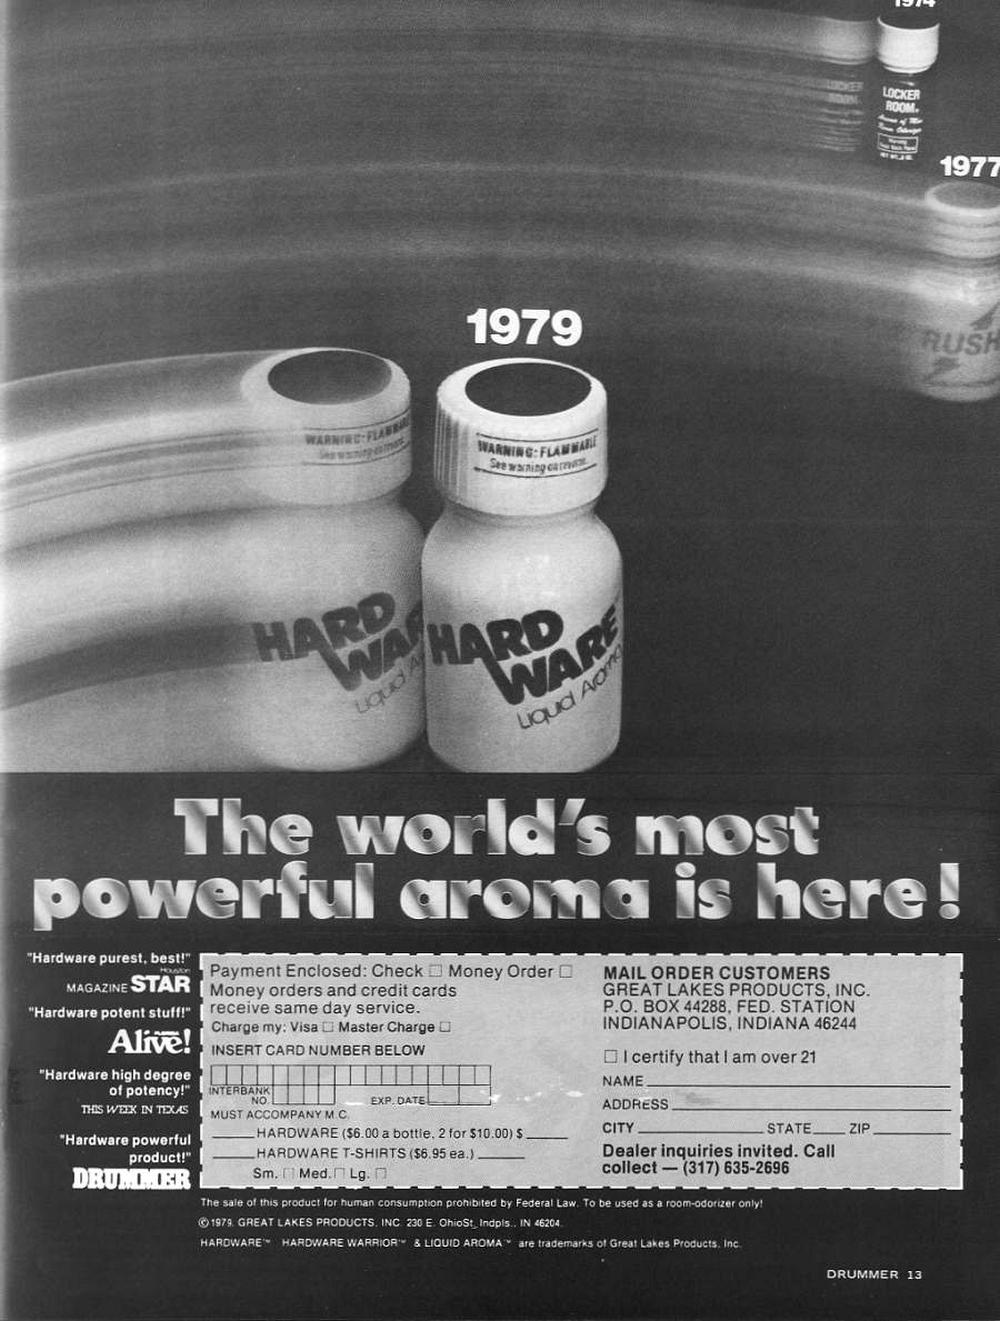 1974
LOCKER
ROOM
LOCKER
ROOM.
1977
RUSH
1979
WARNING: FLAMMABLE
See warning on reverse.
WARNING: FLAMMABLE
See warning on reverse.
HARD
WARE
Liquid Aroma
HARD
WARE
Liquid Aroma
The world's most
powerful aroma is here!
"Hardware purest, best!"
Houston
MAGAZINE STAR
"Hardware potent stuff!"
Alive!
"Hardware high degree
of potency!"
THIS WEEK IN TEXAS
"Hardware powerful
product!"
DRUMMER
Payment Enclosed: Check □ Money Order □
Money orders and credit cards
receive same day service.
Charge my: Visa □ Master Charge □
INSERT CARD NUMBER BELOW
INTERBANK
NO.
EXP. DATE
MUST ACCOMPANY M.C.
_____HARDWARE ($6.00 a bottle, 2 for $10.00) $_____
_____HARDWARE T-SHIRTS ($6.95 ea.)_____
Sm. □ Med. □ Lg. □
MAIL ORDER CUSTOMERS
GREAT LAKES PRODUCTS, INC.
P.O. BOX 44288, FED. STATION
INDIANAPOLIS, INDIANA 46244
□ I certify that I am over 21
NAME
ADDRESS
CITY STATE ZIP
Dealer inquiries invited. Call
collect — (317) 635-2696
The sale of this product for human consumption prohibited by Federal Law. To be used as a room-odorizer only!
© 1979, GREAT LAKES PRODUCTS, INC. 230 E. OhioSt., Indpls., IN 46204.
HARDWARE™ HARDWARE WARRIOR™ & LIQUID AROMA™ are trademarks of Great Lakes Products, Inc.
DRUMMER 13